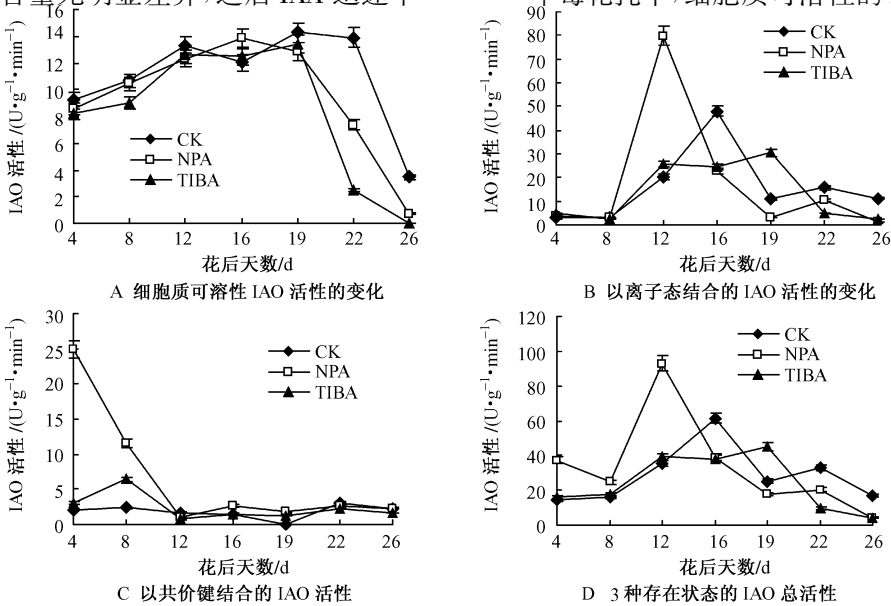 IAA
16
14
12
10
8
6
4
2
0
IAO 活性/(U•g⁻¹•min⁻¹)
CK
NPA
TIBA
4 8 12 16 19 22 26
花后天数/d
A 细胞质可溶性 IAO 活性的变化
90
80
70
60
50
40
30
20
10
0
IAO 活性/(U•g⁻¹•min⁻¹)
CK
NPA
TIBA
4 8 12 16 19 22 26
花后天数/d
B 以离子态结合的 IAO 活性的变化
30
25
20
15
10
5
0
IAO 活性/(U•g⁻¹•min⁻¹)
CK
NPA
TIBA
4 8 12 16 19 22 26
花后天数/d
C 以共价键结合的 IAO 活性
120
100
80
60
40
20
0
IAO 活性/(U•g⁻¹•min⁻¹)
CK
NPA
TIBA
4 8 12 16 19 22 26
花后天数/d
D 3种存在状态的 IAO 总活性